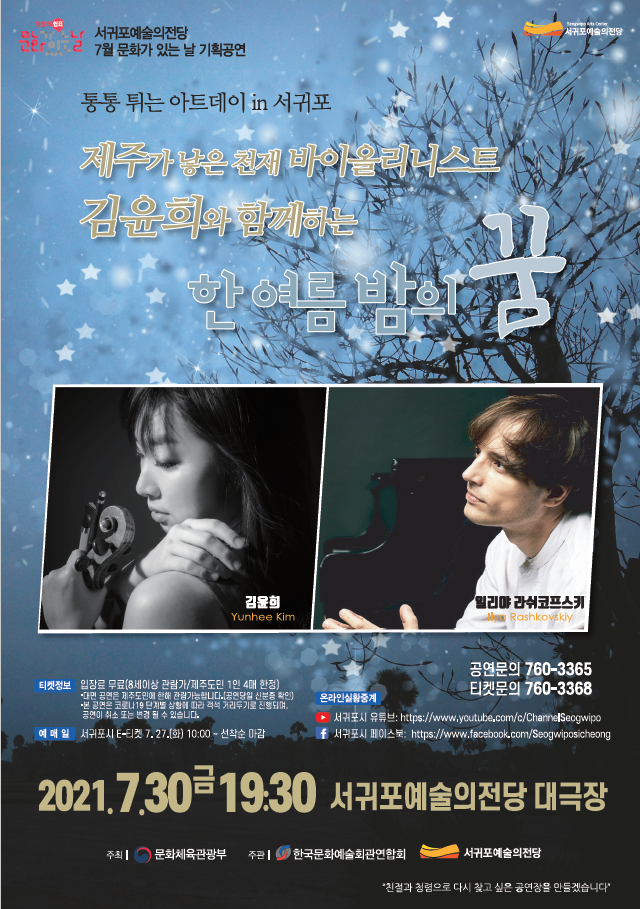 문화가 있는 날
서귀포예술의전당
7월 문화가 있는 날 기획공연
Seogwipo Arts Center
서귀포예술의전당
통통 튀는 아트데이 in 서귀포
제주가 낳은 천재 바이올리니스트
김윤희와 함께하는
한 여름 밤의 꿈
김윤희
Yunhee Kim
일리야 라쉬코프스키
Ilya Rashkovskiy
공연문의 760-3365
티켓문의 760-3368
티켓정보 입장료 무료(8세이상 관람가/제주도민 1인 4매 한정)
*대면 공연은 제주도민에 한해 관람가능합니다.(공연당일 신분증 확인)
*본 공연은 코로나19 단계별 상황에 따라 객석 거리두기로 진행되며,
공연이 취소 또는 변경 될 수 있습니다.
예 매 일 서귀포시 E-티켓 7. 27.(화) 10:00 ~ 선착순 마감
온라인실황중계
서귀포시 유튜브: https://www.youtube.com/c/ChannelSeogwipo
서귀포시 페이스북: https://www.facebook.com/Seogwiposicheong
2021. 7.30금 19:30 서귀포예술의전당 대극장
주최 | 문화체육관광부 주관 | 한국문화예술회관연합회 서귀포예술의전당
"친절과 청렴으로 다시 찾고 싶은 공연장을 만들겠습니다"